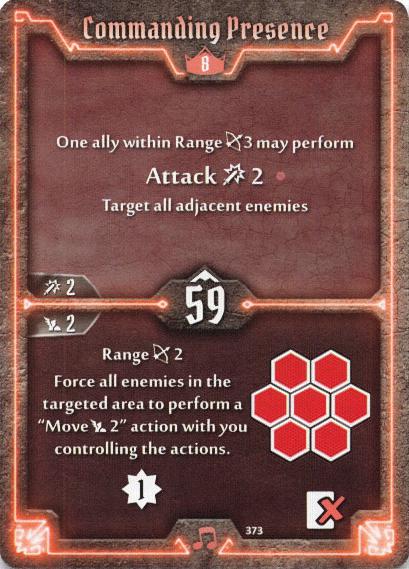 Commanding Presence
8
One ally within Range 3 may perform
Attack 2
Target all adjacent enemies
2
59
2
Range 2
Force all enemies in the
targeted area to perform a
“Move 2” action with you
controlling the actions.
1
373